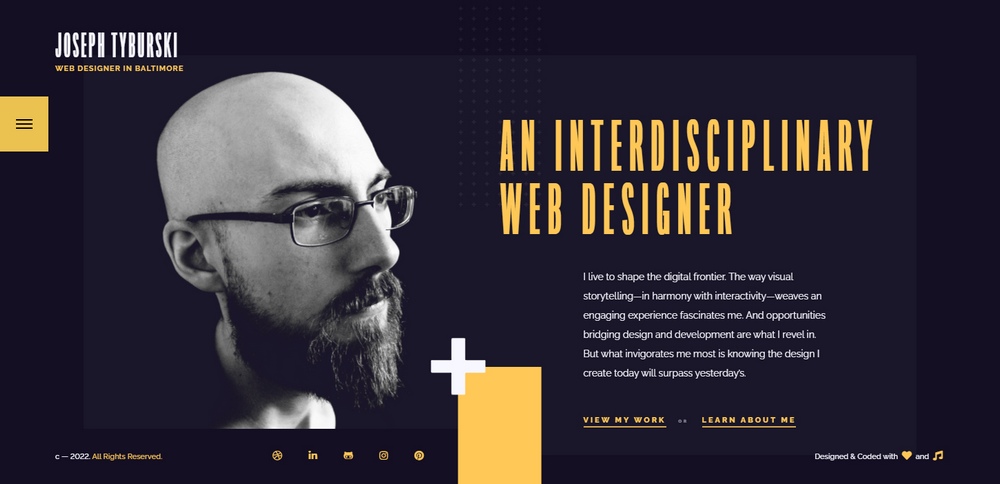 JOSEPH TYBURSKI
WEB DESIGNER IN BALTIMORE
AN INTERDISCIPLINARY
WEB DESIGNER
I live to shape the digital frontier. The way visual
storytelling—in harmony with interactivity—weaves an
engaging experience fascinates me. And opportunities
bridging design and development are what I revel in.
But what invigorates me most is knowing the design I
create today will surpass yesterday's.
VIEW MY WORK
LEARN ABOUT ME
c — 2022. All Rights Reserved.
Designed & Coded with and